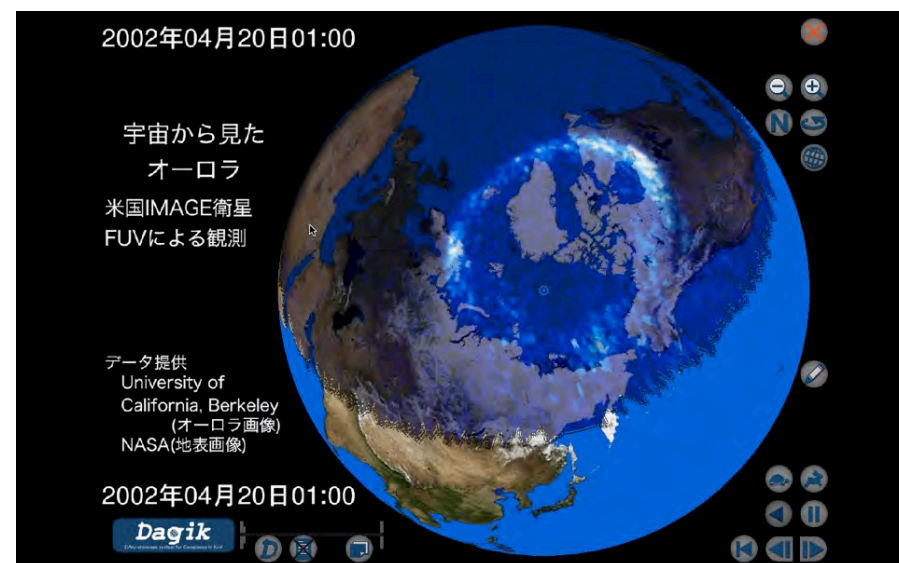 2002年04月20日01:00
宇宙から見た
オーロラ
米国IMAGE衛星
FUVによる観測
データ提供
University of
California, Berkeley
(オーロラ画像)
NASA(地表画像)
2002年04月20日01:00
Dagik
N
D